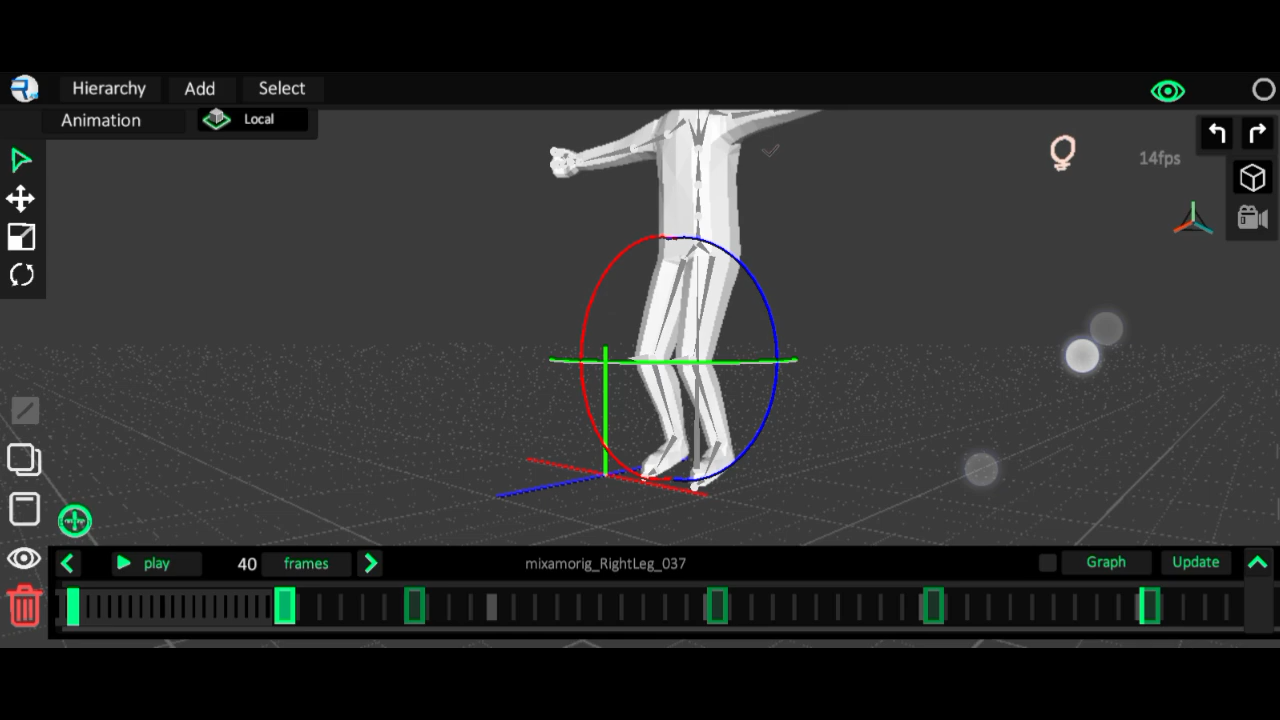 Hierarchy Add Select
Animation Local
14fps
play 40 frames mixamorig_RightLeg_037 Graph Update